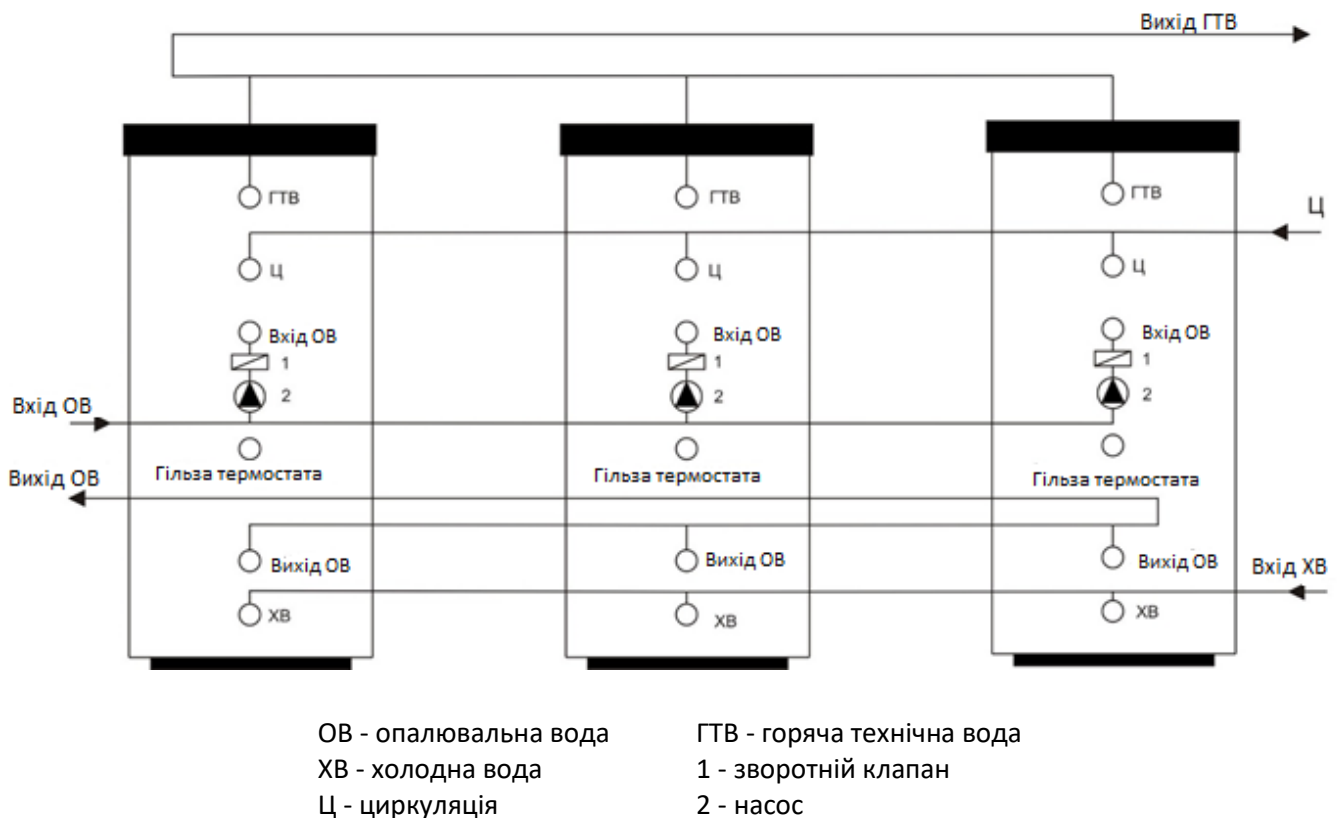 Вихід ГТВ
ГТВ ГТВ ГТВ
Ц
Ц Ц Ц
Вхід ОВ Вхід ОВ Вхід ОВ
1 1 1
2 2 2
Вхід ОВ
Гільза термостата Гільза термостата Гільза термостата
Вихід ОВ
Вихід ОВ Вихід ОВ Вихід ОВ
Вхід ХВ
ХВ ХВ ХВ
ОВ - опалювальна вода ГТВ - горяча технічна вода
ХВ - холодна вода 1 - зворотній клапан
Ц - циркуляція 2 - насос